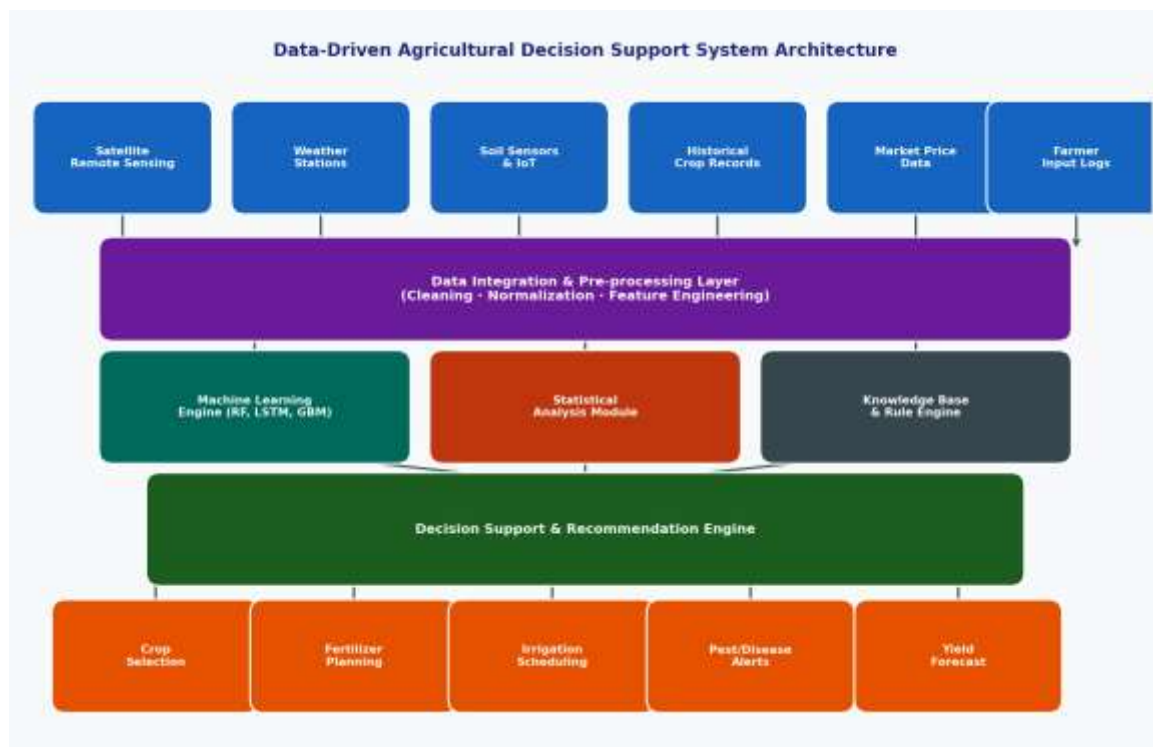 Data-Driven Agricultural Decision Support System Architecture
Satellite
Remote Sensing
Weather
Stations
Soil Sensors
& IoT
Historical
Crop Records
Market Price
Data
Farmer
Input Logs
Data Integration & Pre-processing Layer
(Cleaning · Normalization · Feature Engineering)
Machine Learning
Engine (RF, LSTM, GBM)
Statistical
Analysis Module
Knowledge Base
& Rule Engine
Decision Support & Recommendation Engine
Crop
Selection
Fertilizer
Planning
Irrigation
Scheduling
Pest/Disease
Alerts
Yield
Forecast